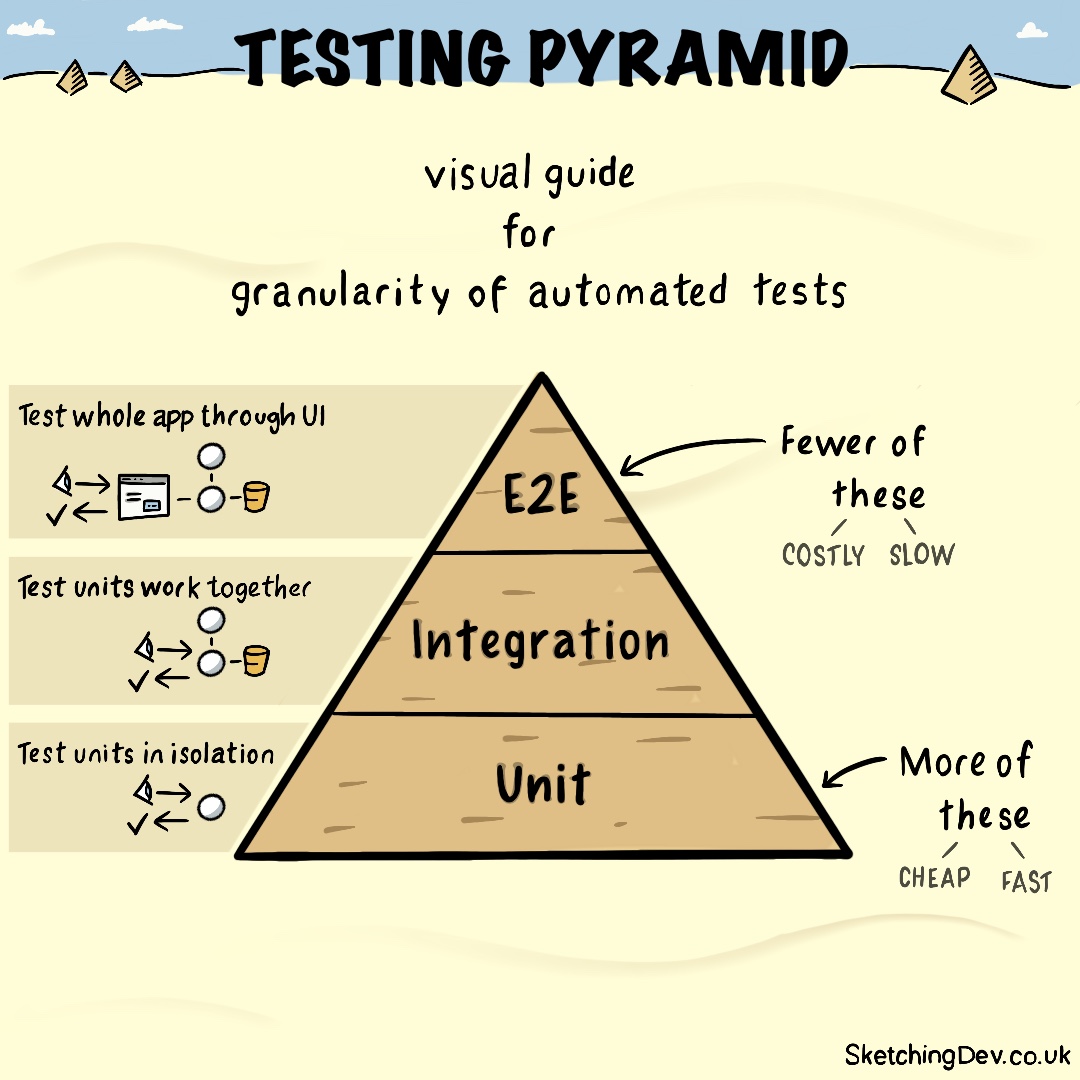 TESTING PYRAMID
visual guide
for
granularity of automated tests
Test whole app through UI
E2E
Fewer of
these
COSTLY SLOW
Test units work together
Integration
Test units in isolation
Unit
More of
these
CHEAP FAST
SketchingDev.co.uk